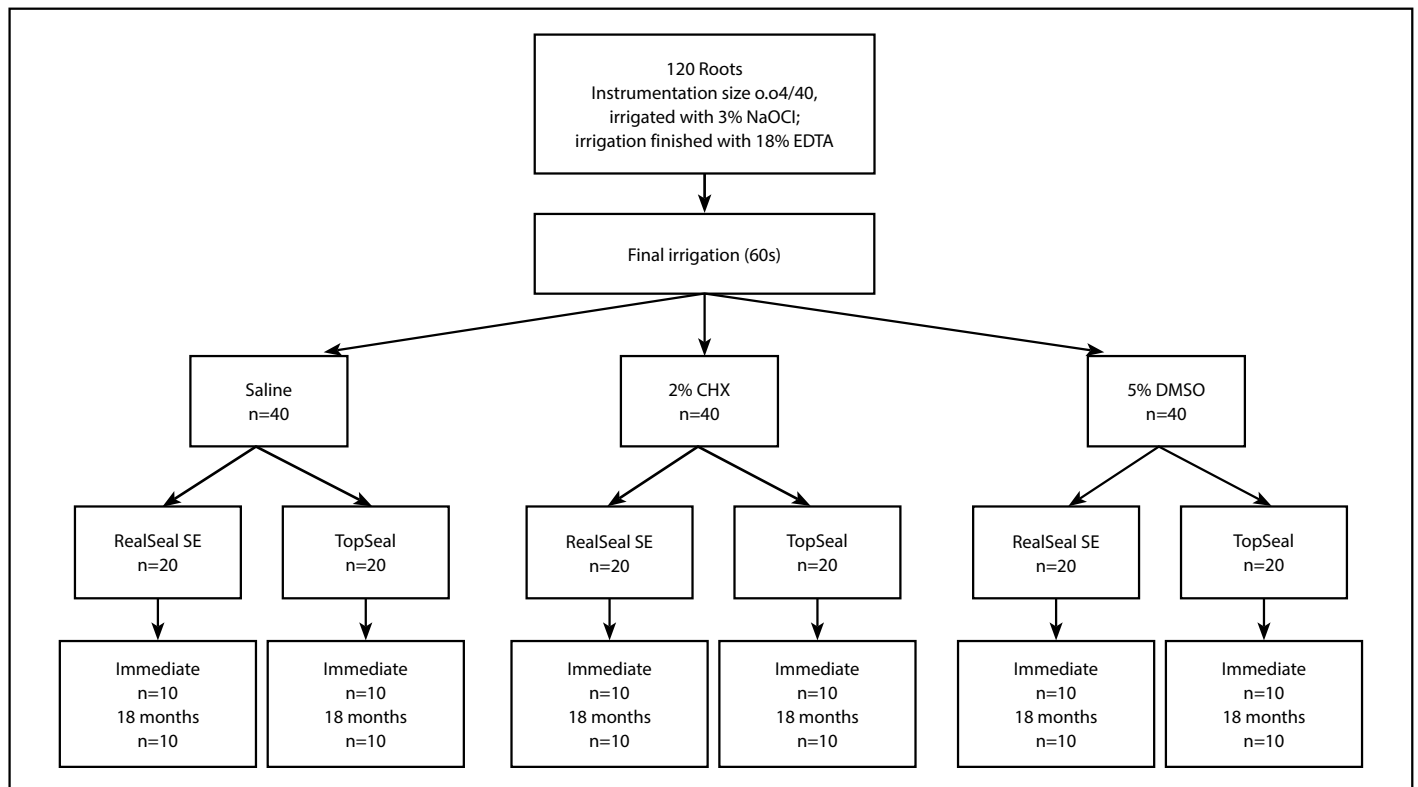 120 Roots
Instrumentation size o.o4/40,
irrigated with 3% NaOCI;
irrigation finished with 18% EDTA
Final irrigation (60s)
Saline
n=40
2% CHX
n=40
5% DMSO
n=40
RealSeal SE
n=20
TopSeal
n=20
RealSeal SE
n=20
TopSeal
n=20
RealSeal SE
n=20
TopSeal
n=20
Immediate
n=10
18 months
n=10
Immediate
n=10
18 months
n=10
Immediate
n=10
18 months
n=10
Immediate
n=10
18 months
n=10
Immediate
n=10
18 months
n=10
Immediate
n=10
18 months
n=10